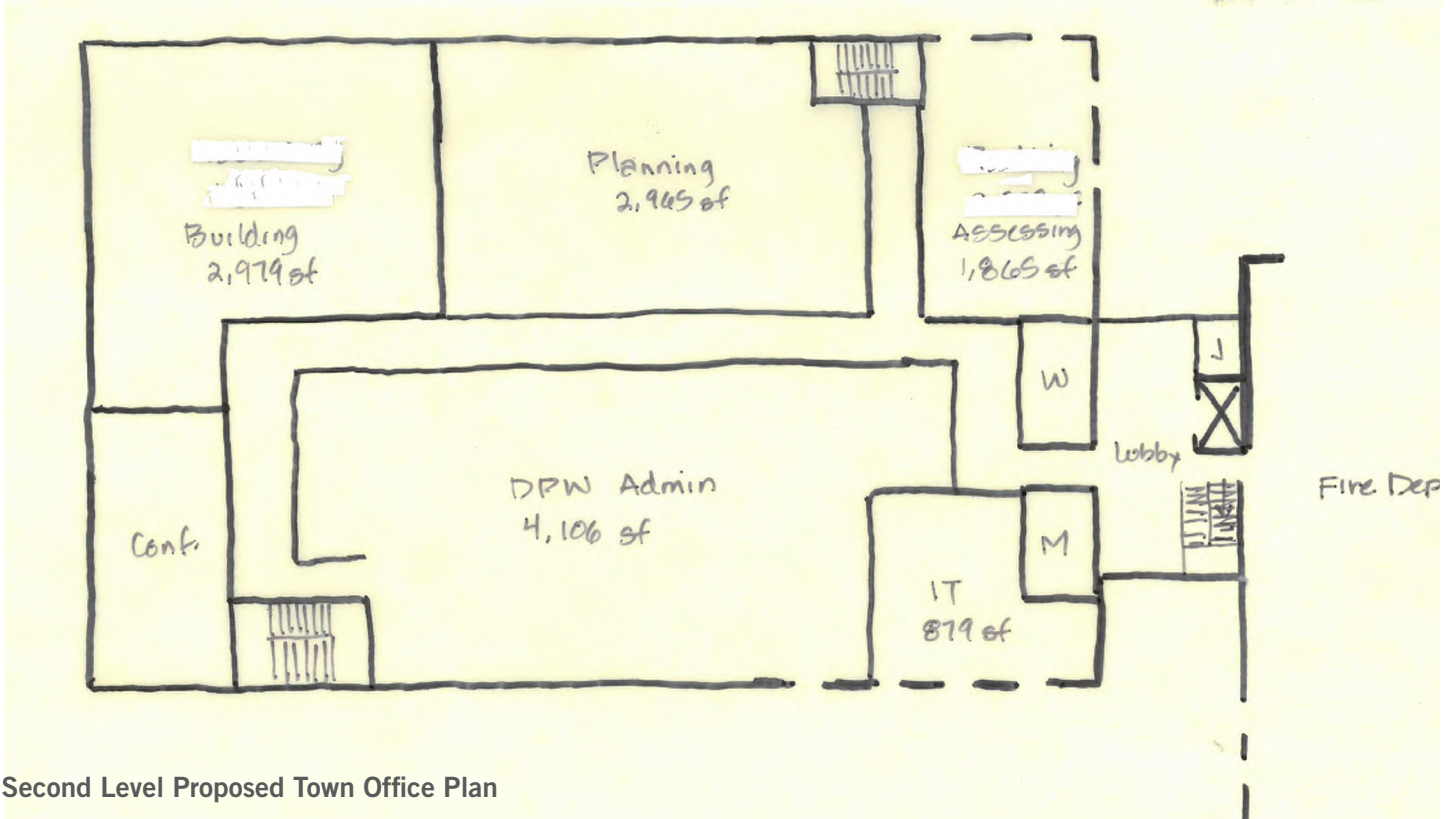 Building
2,979 sf
Planning
2,965 sf
Assessing
1,865 sf
W
J
Lobby
Fire Dep
DPW Admin
4,106 sf
Conf.
M
IT
879 sf
Second Level Proposed Town Office Plan